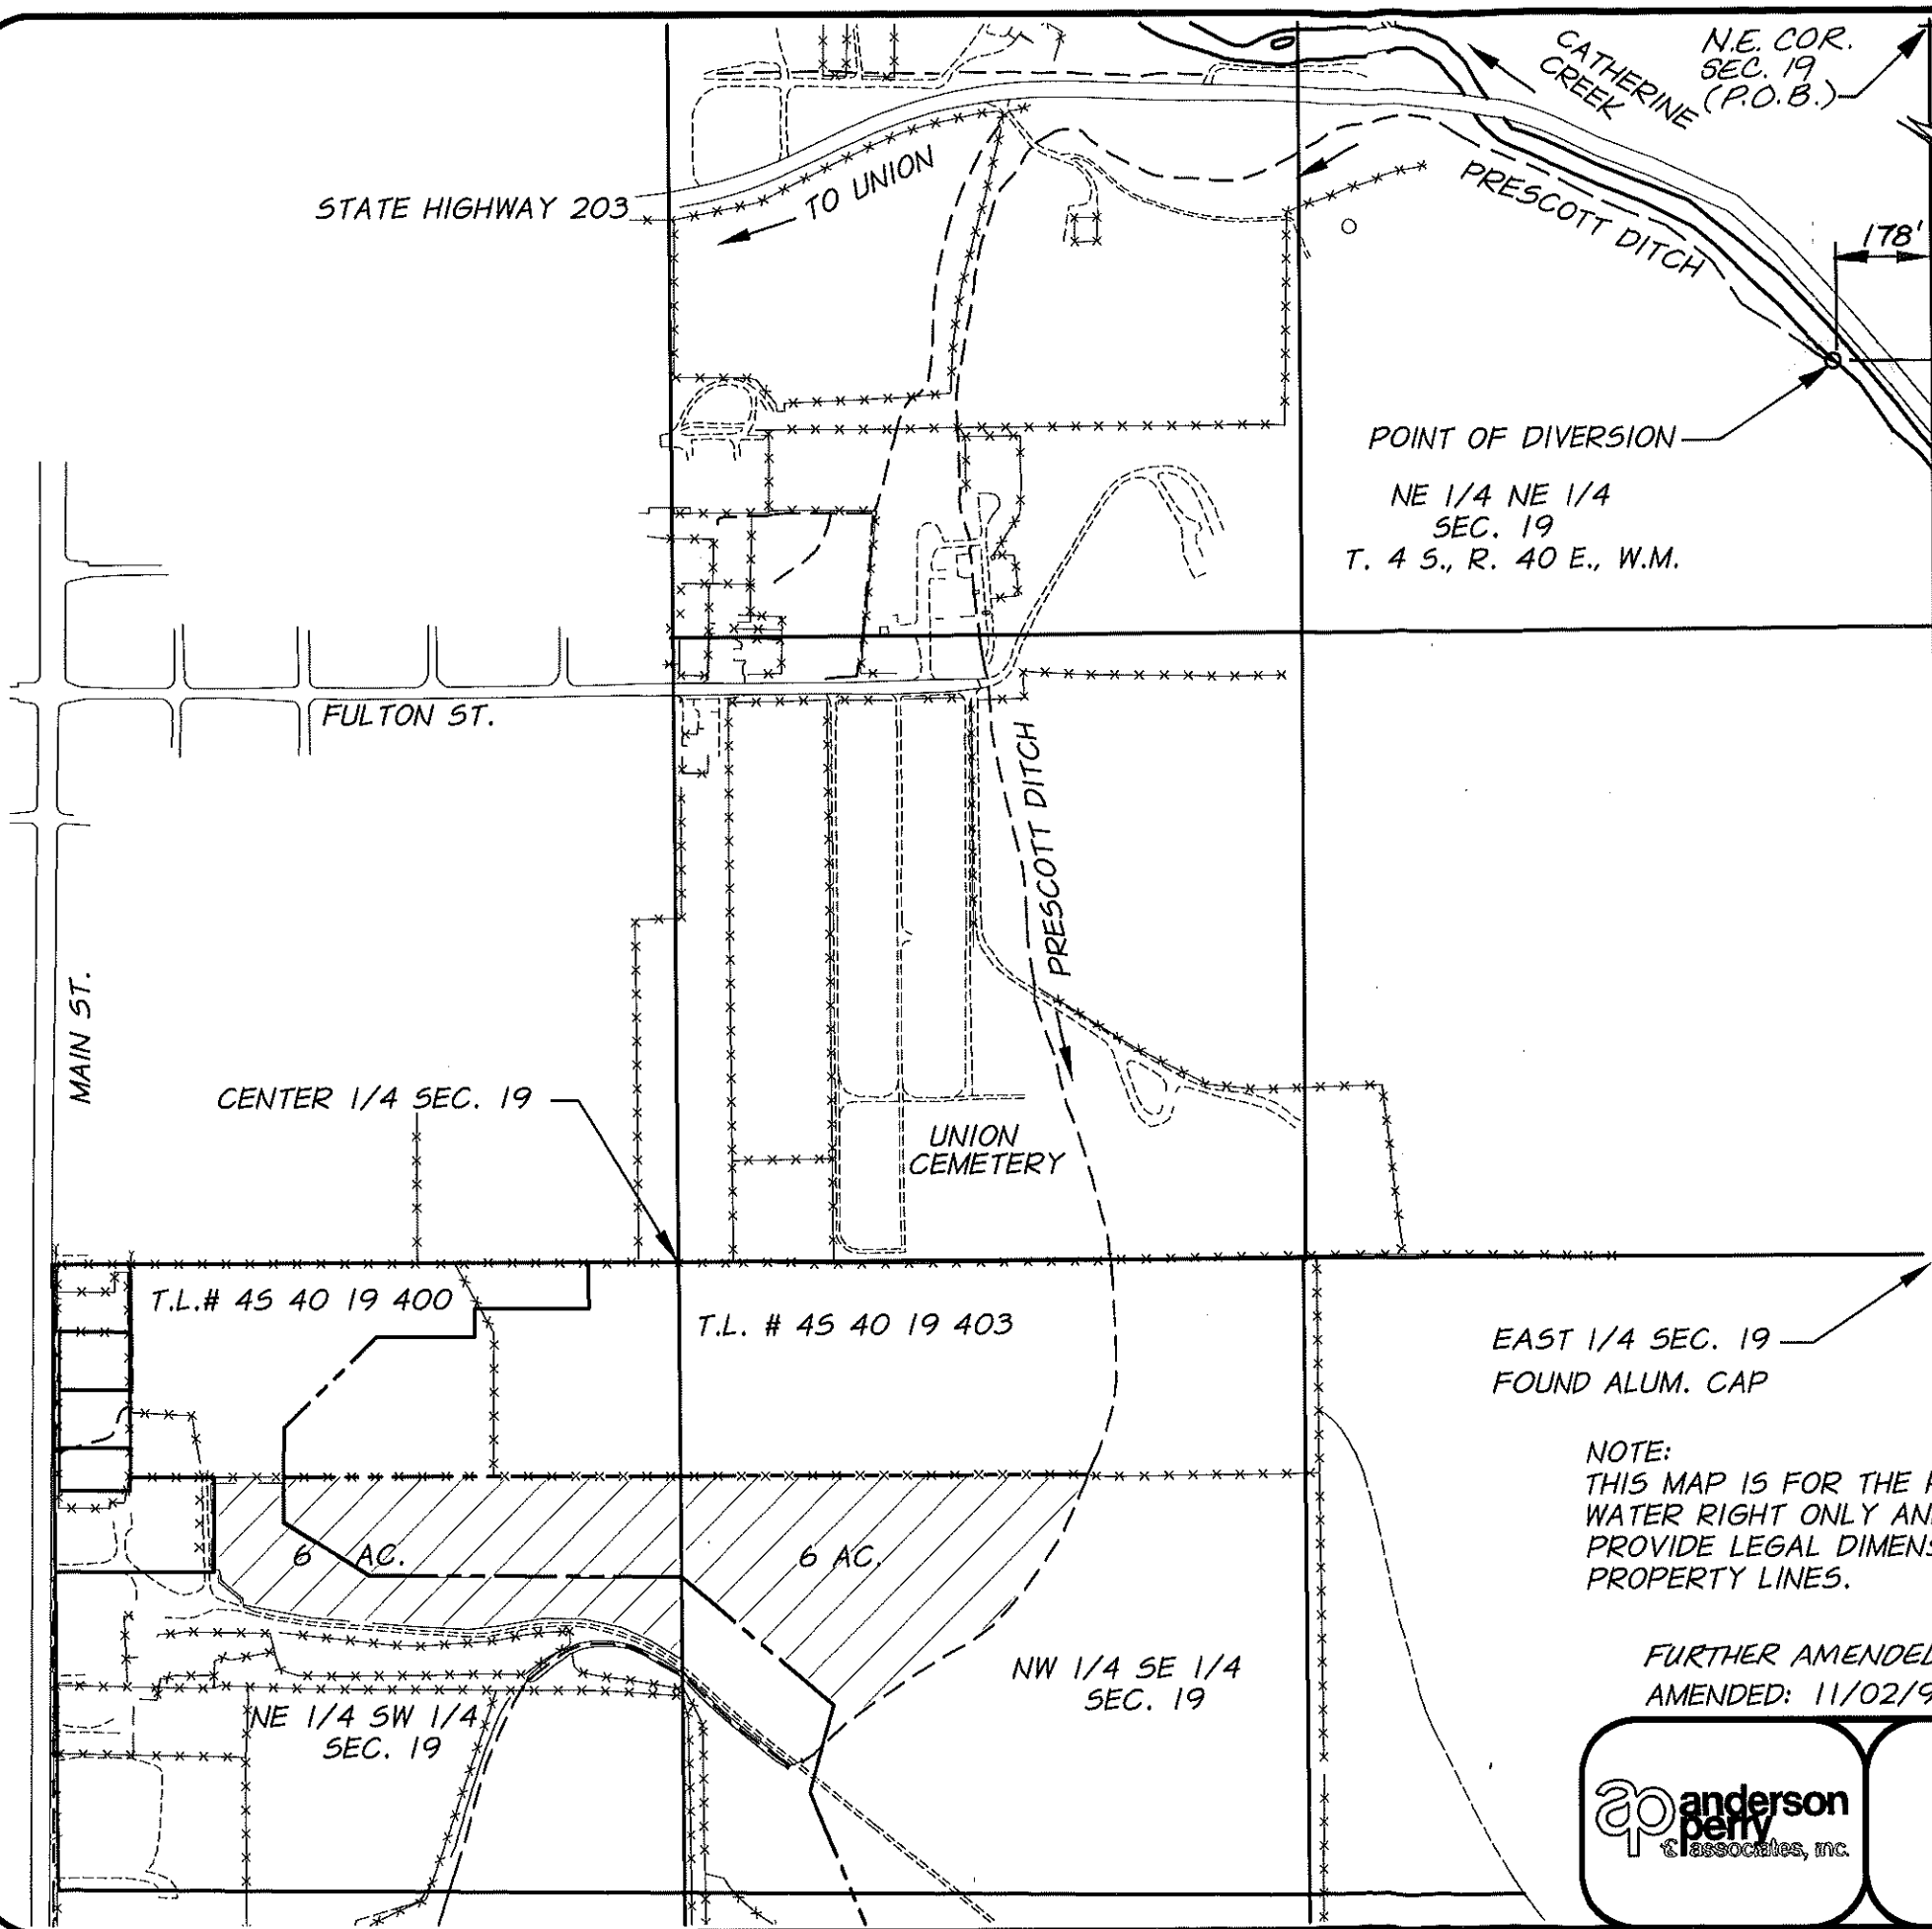 N.E. COR.
SEC. 19
(P.O.B.)
CATHERINE
CREEK
STATE HIGHWAY 203
TO UNION
PRESCOTT DITCH
178'
POINT OF DIVERSION
NE 1/4 NE 1/4
SEC. 19
T. 4 S., R. 40 E., W.M.
FULTON ST.
PRESCOTT DITCH
MAIN ST.
CENTER 1/4 SEC. 19
UNION
CEMETERY
T.L.# 4S 40 19 400
T.L. # 4S 40 19 403
EAST 1/4 SEC. 19
FOUND ALUM. CAP
NOTE:
THIS MAP IS FOR THE
WATER RIGHT ONLY
PROVIDE LEGAL
PROPERTY LINES.
6 AC.
6 AC.
NW 1/4 SE 1/4
SEC. 19
NE 1/4 SW 1/4
SEC. 19
FURTHER AMENDED
AMENDED: 11/02/9
ap anderson
perry
& associates, inc.